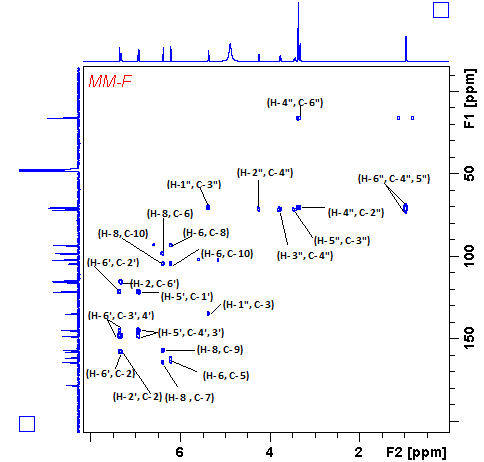 MM-F
(H-4", C-6")
F1 [ppm]
50
(H-1", C-3")
(H-2", C-4")
(H-6", C-4", 5")
(H-8, C-6)
(H-4", C-2")
(H-8, C-10)
(H-6, C-8)
(H-5", C-3")
(H-6, C-10)
(H-3", C-4")
100
(H-6', C-2')
(H-2, C-6')
(H-5', C-1')
(H-1", C-3)
(H-6', C-3', 4')
(H-5', C-4', 3')
150
(H-8, C-9)
(H-6', C-2)
(H-6, C-5)
(H-2', C-2)
(H-8 , C-7)
6
4
2
F2 [ppm]